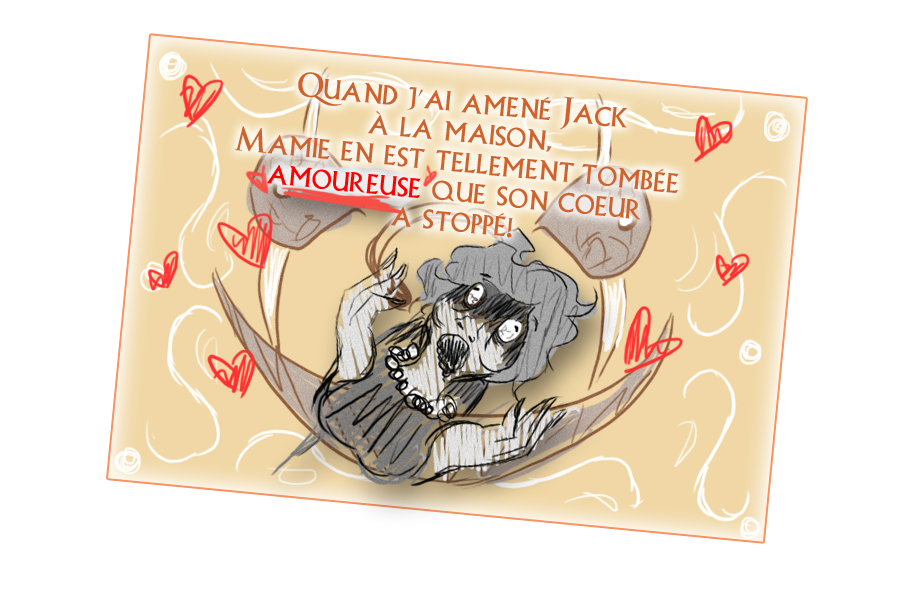 Quand j'ai amené Jack
à la maison,
Mamie en est tellement tombée
amoureuse que son coeur
a stoppé!